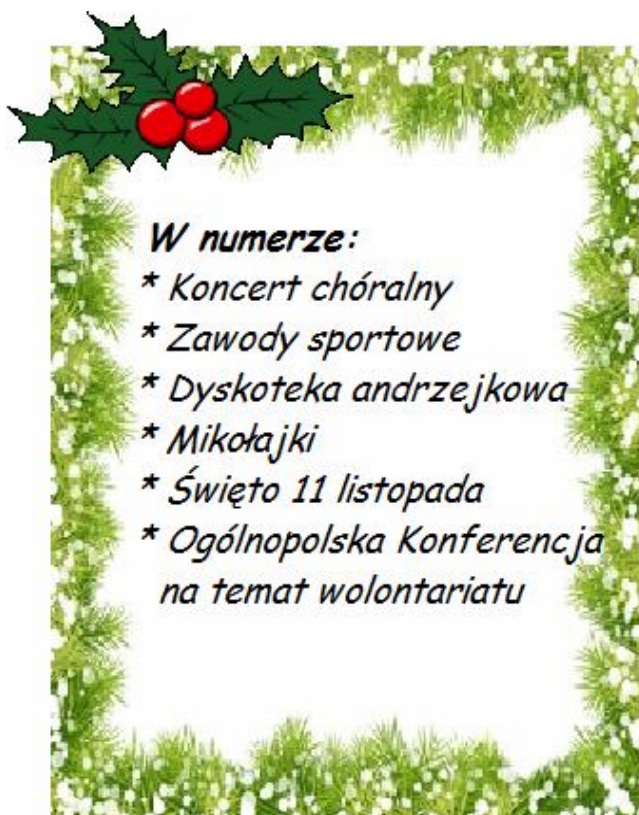 W numerze:
* Koncert chóralny
* Zawody sportowe
* Dyskoteka andrzejkowa
* Mikołajki
* Święto 11 listopada
* Ogólnopolska Konferencja
na temat wolontariatu